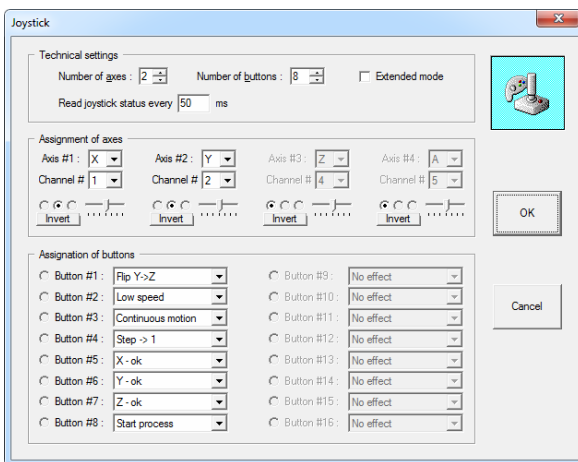 Joystick
Technical settings
Number of axes : 2 Number of buttons : 8 Extended mode
Read joystick status every 50 ms
Assignment of axes
Axis #1 : X Axis #2 : Y Axis #3 : Z Axis #4 : A
Channel # 1 Channel # 2 Channel # 4 Channel # 5
Invert Invert Invert Invert
OK
Assignation of buttons
Button #1 : Flip Y->Z Button #9 : No effect
Button #2 : Low speed Button #10 : No effect
Button #3 : Continuous motion Button #11 : No effect
Button #4 : Step -> 1 Button #12 : No effect
Button #5 : X - ok Button #13 : No effect
Button #6 : Y - ok Button #14 : No effect
Button #7 : Z - ok Button #15 : No effect
Button #8 : Start process Button #16 : No effect
Cancel